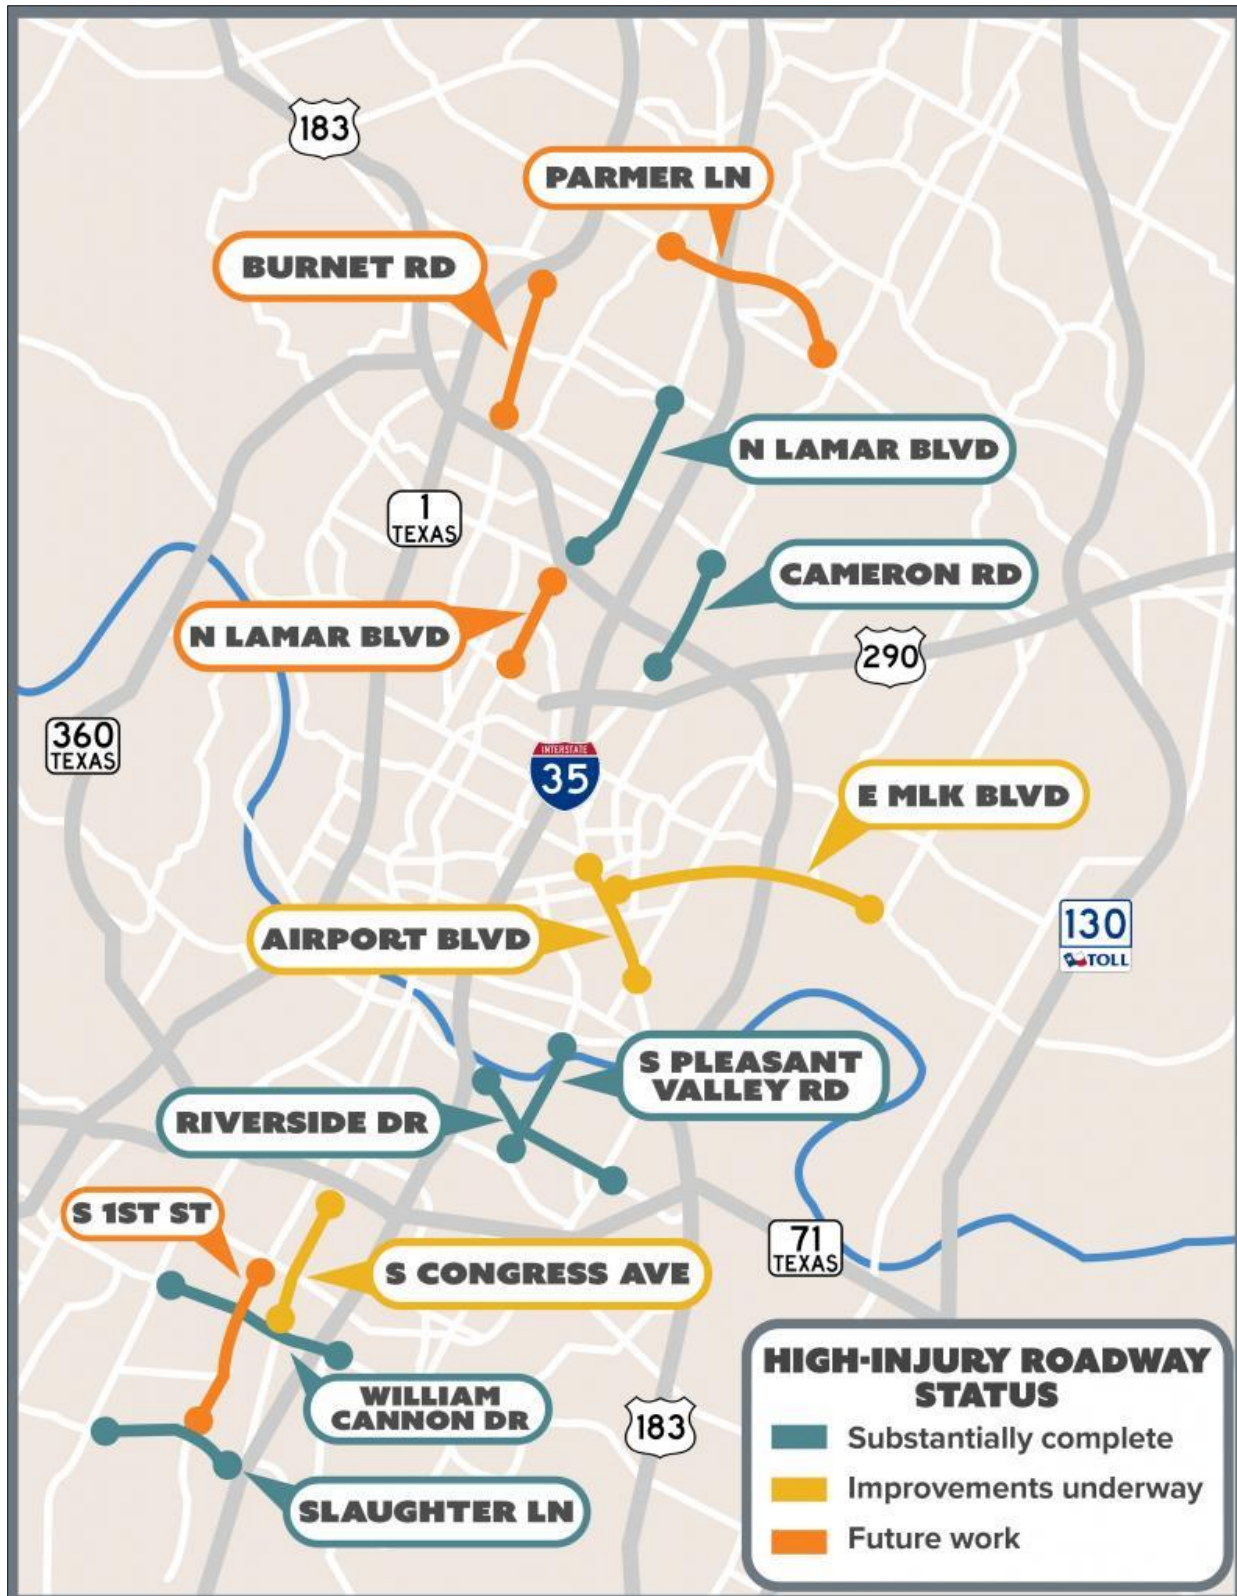 183
PARMER LN
BURNET RD
N LAMAR BLVD
1
TEXAS
CAMERON RD
N LAMAR BLVD
290
360
TEXAS
INTERSTATE
35
E MLK BLVD
130
TOLL
AIRPORT BLVD
S PLEASANT
VALLEY RD
RIVERSIDE DR
S 1ST ST
71
TEXAS
S CONGRESS AVE
WILLIAM
CANNON DR
183
SLAUGHTER LN
HIGH-INJURY ROADWAY
STATUS
Substantially complete
Improvements underway
Future work